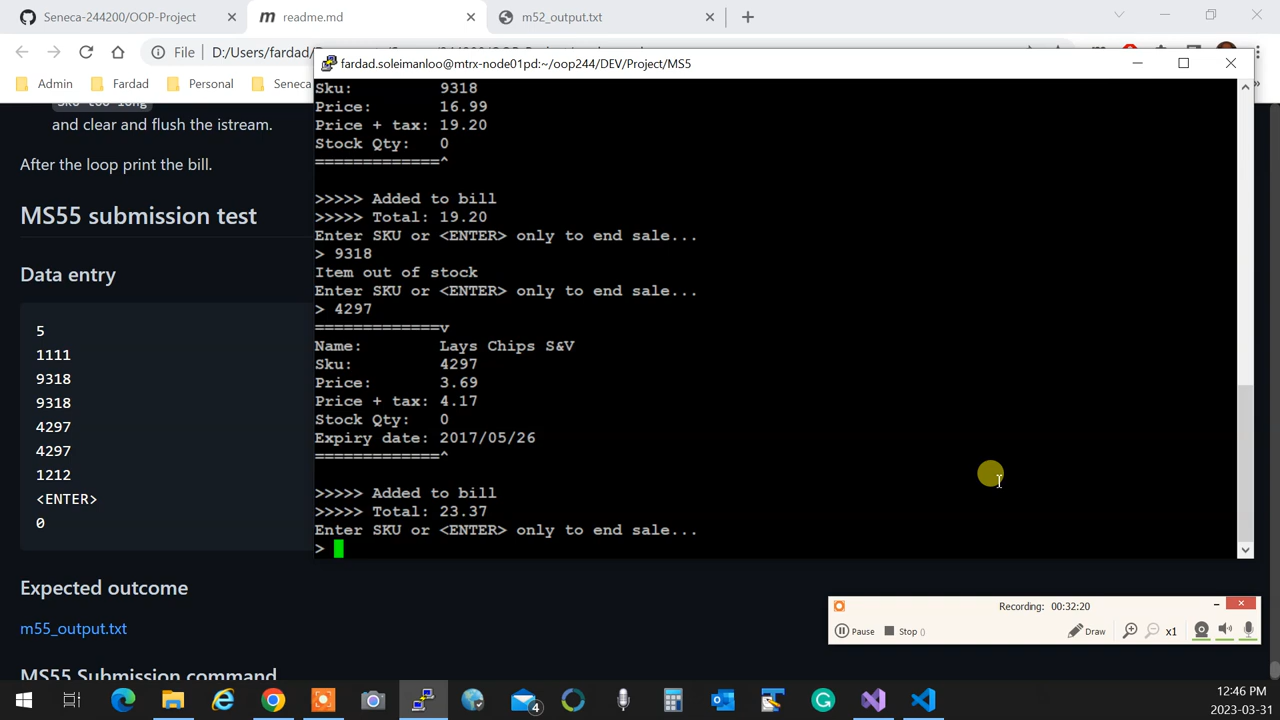 Seneca-244200/OOP-Project
readme.md
m52_output.txt
File
D:/Users/fardad/
Admin
Fardad
Personal
Seneca
fardad.soleimanloo@mtrx-node01pd:~/oop244/DEV/Project/MS5
and clear and flush the istream.
After the loop print the bill.
MS55 submission test
Data entry
5
1111
9318
9318
4297
4297
1212
<ENTER>
0
Expected outcome
m55_output.txt
MS55 Submission command
Sku: 9318
Price: 16.99
Price + tax: 19.20
Stock Qty: 0
=============^
>>>>> Added to bill
>>>>> Total: 19.20
Enter SKU or <ENTER> only to end sale...
> 9318
Item out of stock
Enter SKU or <ENTER> only to end sale...
> 4297
=============v
Name: Lays Chips S&V
Sku: 4297
Price: 3.69
Price + tax: 4.17
Stock Qty: 0
Expiry date: 2017/05/26
=============^
>>>>> Added to bill
>>>>> Total: 23.37
Enter SKU or <ENTER> only to end sale...
>
Recording: 00:32:20
Pause
Stop
Draw
x1
4
12:46 PM
2023-03-31